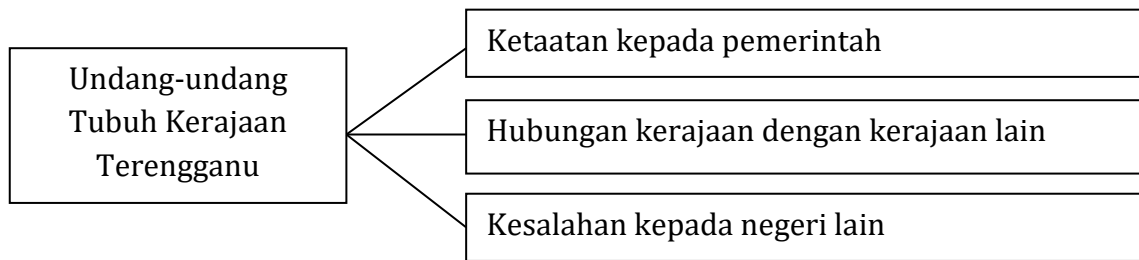 Undang-undang
Tubuh Kerajaan
Terengganu
Ketaatan kepada pemerintah
Hubungan kerajaan dengan kerajaan lain
Kesalahan kepada negeri lain